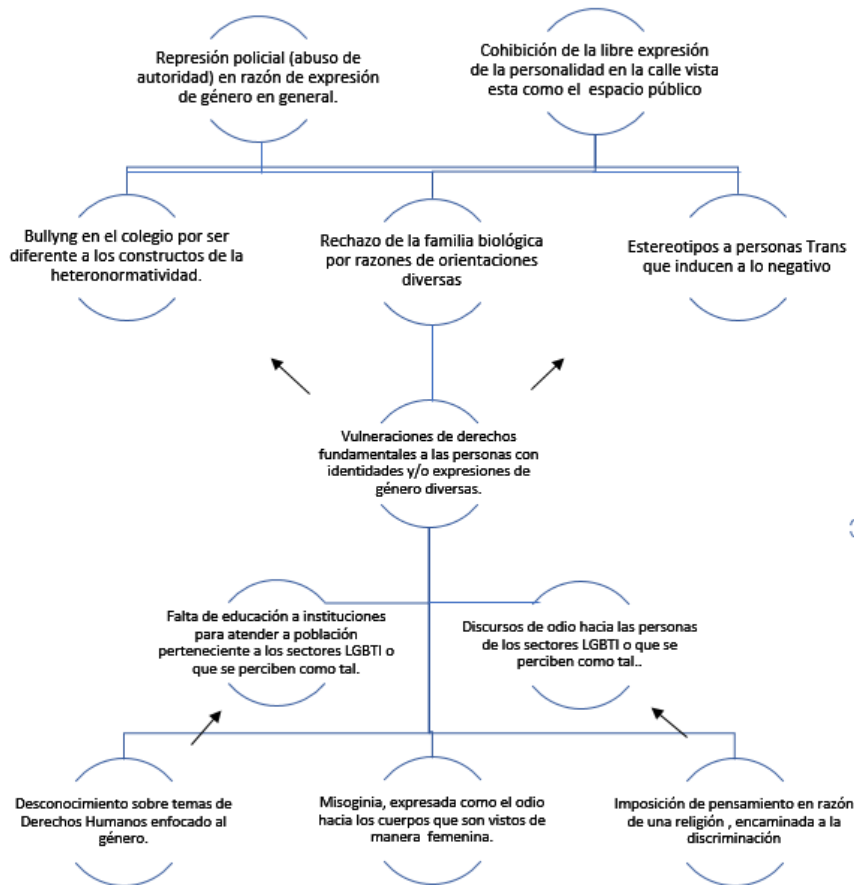 Represión policial (abuso de
autoridad) en razón de expresión
de género en general.
Cohibición de la libre expresión
de la personalidad en la calle vista
esta como el espacio público
Bullyng en el colegio por ser
diferente a los constructos de la
heteronormatividad.
Rechazo de la familia biológica
por razones de orientaciones
diversas
Estereotipos a personas Trans
que inducen a lo negativo
Vulneraciones de derechos
fundamentales a las personas con
identidades y/o expresiones de
género diversas.
Falta de educación a instituciones
para atender a población
perteneciente a los sectores LGBTI o
que se perciben como tal.
Discursos de odio hacia las personas
de los sectores LGBTI o que se
perciben como tal..
Desconocimiento sobre temas de
Derechos Humanos enfocado al
género.
Misoginia, expresada como el odio
hacia los cuerpos que son vistos de
manera femenina.
Imposición de pensamiento en razón
de una religión , encaminada a la
discriminación